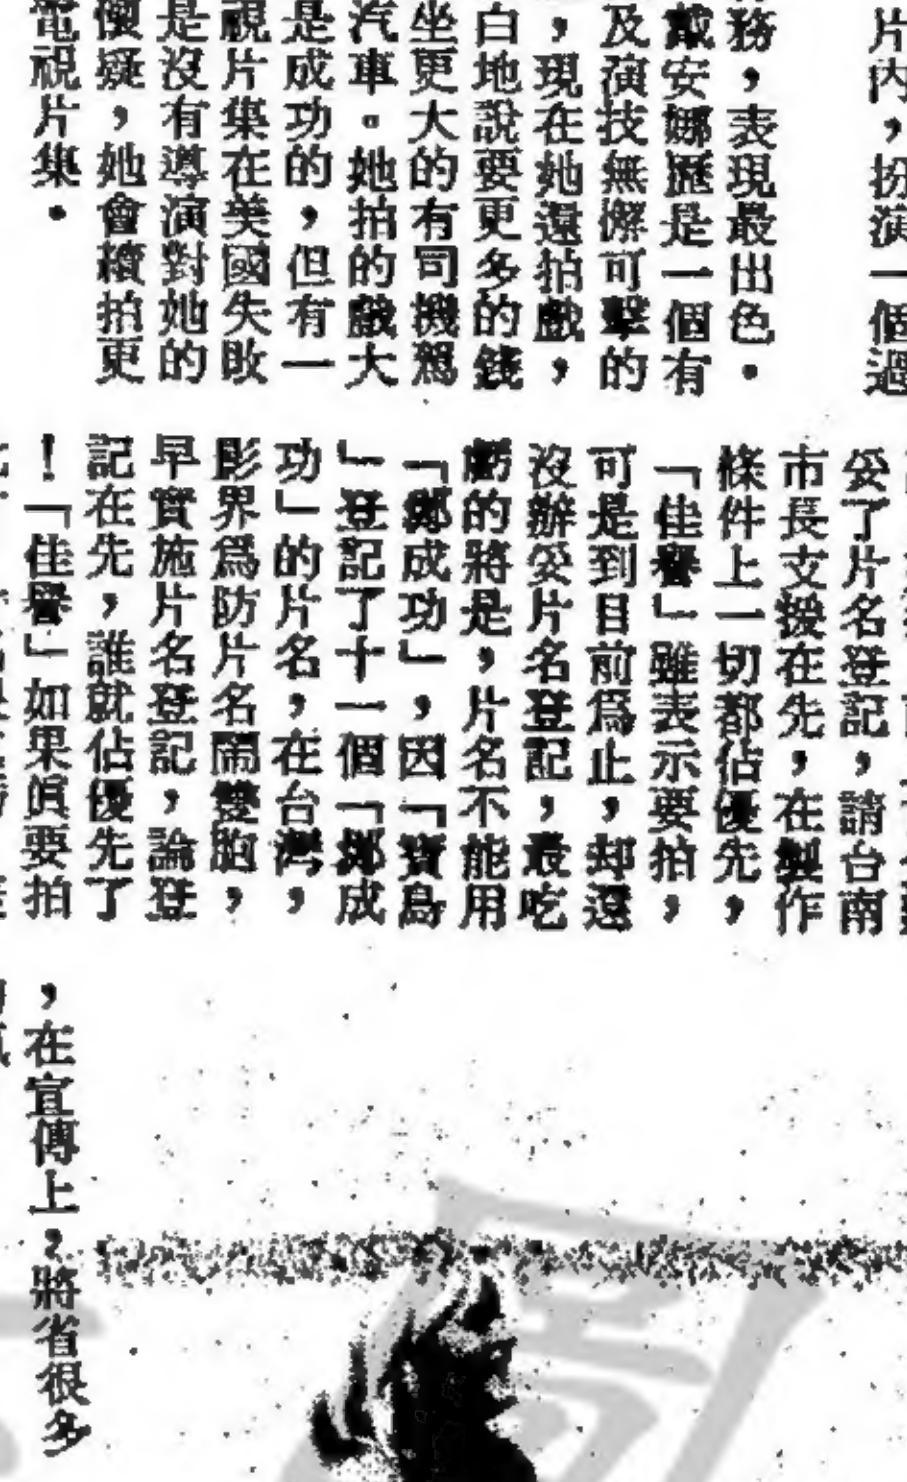 片內，扮演一個過
務，表現最出色。
戴安娜歷是一個有
及演技無懈可擊的
，現在她還拍戲，
白地說要更多的錢
坐更大的有司機駕
汽車。她拍的戲大
是成功的，但有一
視片集在美國失敗
是沒有導演對她的
懷疑，她會續拍更
電視片集。
妥了片名登記，請台南
市長支援在先，在製作
條件上一切都佔優先，
「佳譽」雖表示要拍，
可是到目前爲止，却還
沒辦妥片名登記，最吃
虧的將是，片名不能用
「鄭成功」，因「寶島
」登記了十一個「鄭成
功」的片名，在台灣，
影界爲防片名鬧雙胞，
早實施片名登記，論登
記在先，誰就佔優先了
！「佳譽」如果眞要拍
，在宣傳上，將省很多